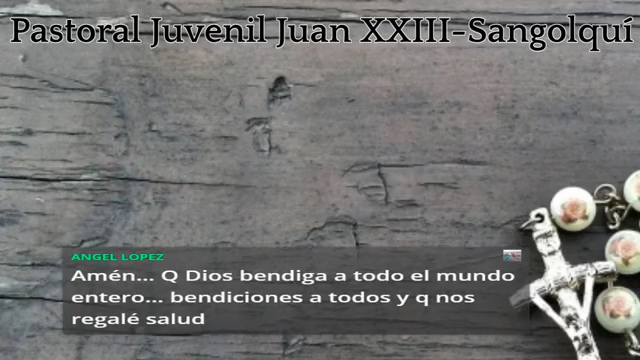 Pastoral Juvenil Juan XXIII-Sangolquí
ANGEL LOPEZ
Amén... Q Dios bendiga a todo el mundo
entero... bendiciones a todos y q nos
regalé salud